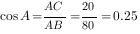 cos A = AC/AB = 20/80 = 0.25